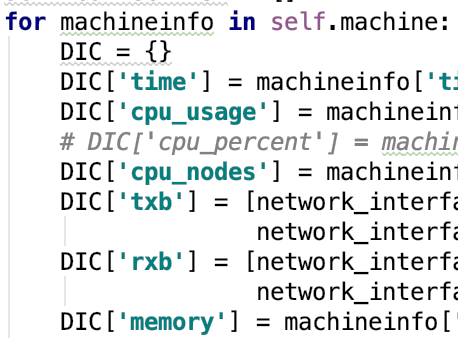 for machineinfo in self.machine:
DIC = {}
DIC['time'] = machineinfo['ti
DIC['cpu_usage'] = machineinf
# DIC['cpu_percent'] = machin
DIC['cpu_nodes'] = machineinf
DIC['txb'] = [network_interfa
network_interfa
DIC['rxb'] = [network_interfa
network_interfa
DIC['memory'] = machineinfo['